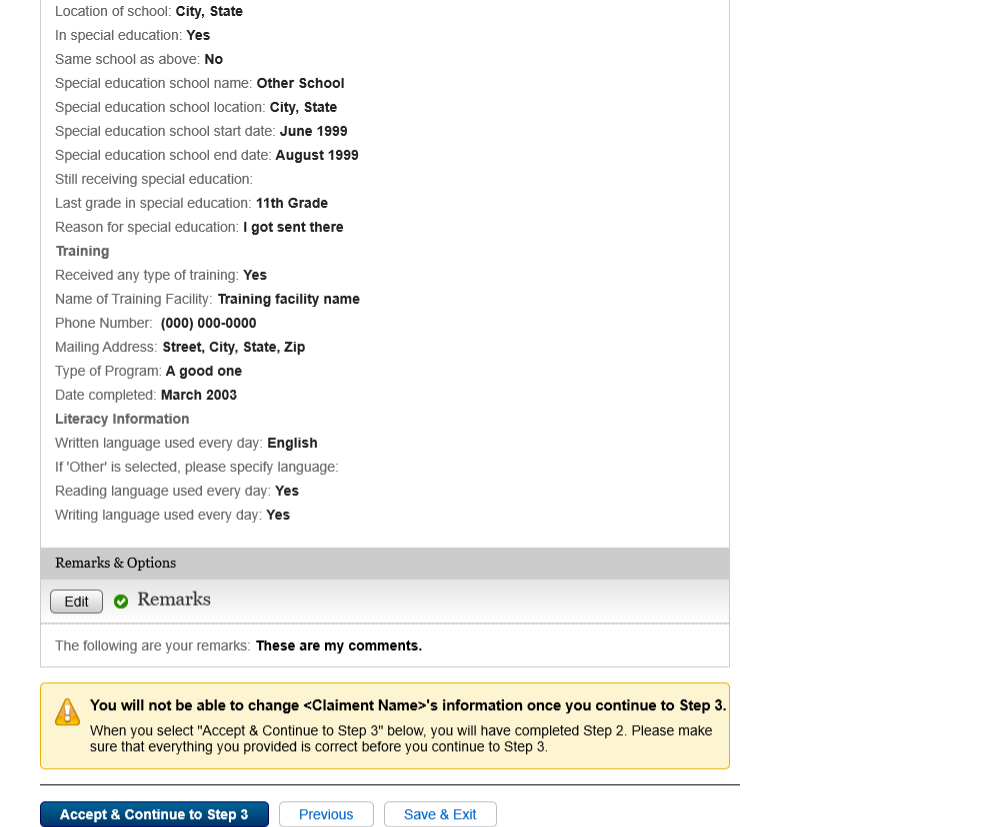 Location of school: City, State
In special education: Yes
Same school as above: No
Special education school name: Other School
Special education school location: City, State
Special education school start date: June 1999
Special education school end date: August 1999
Still receiving special education:
Last grade in special education: 11th Grade
Reason for special education: I got sent there
Training
Received any type of training: Yes
Name of Training Facility: Training facility name
Phone Number: (000) 000-0000
Mailing Address: Street, City, State, Zip
Type of Program: A good one
Date completed: March 2003
Literacy Information
Written language used every day: English
If 'Other' is selected, please specify language:
Reading language used every day: Yes
Writing language used every day: Yes
Remarks & Options
Edit Remarks
The following are your remarks: These are my comments.
You will not be able to change <Claiment Name>'s information once you continue to Step 3.
When you select "Accept & Continue to Step 3" below, you will have completed Step 2. Please make
sure that everything you provided is correct before you continue to Step 3.
Accept & Continue to Step 3 Previous Save & Exit